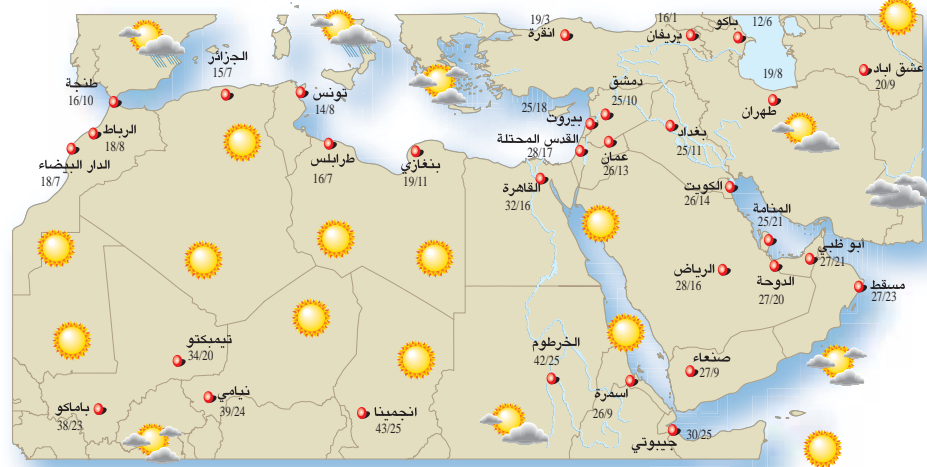 انقرة
19/3
يريفان
16/1
باكو
12/6
عشق اباد
20/9
طهران
19/8
الجزائر
15/7
طنجة
16/10
تونس
14/8
الرباط
18/8
الدار البيضاء
18/7
طرابلس
16/7
بنغازي
19/11
دمشق
25/10
بيروت
25/18
القدس المحتلة
28/17
عمان
26/13
بغداد
25/11
القاهرة
32/16
الكويت
26/14
المنامة
25/21
أبو ظبي
27/21
الدوحة
27/20
الرياض
28/16
مسقط
27/23
تيمبكتو
34/20
نيامي
39/24
باماكو
38/23
انجمينا
43/25
الخرطوم
42/25
اسمرة
26/9
صنعاء
27/9
جيبوتي
30/25